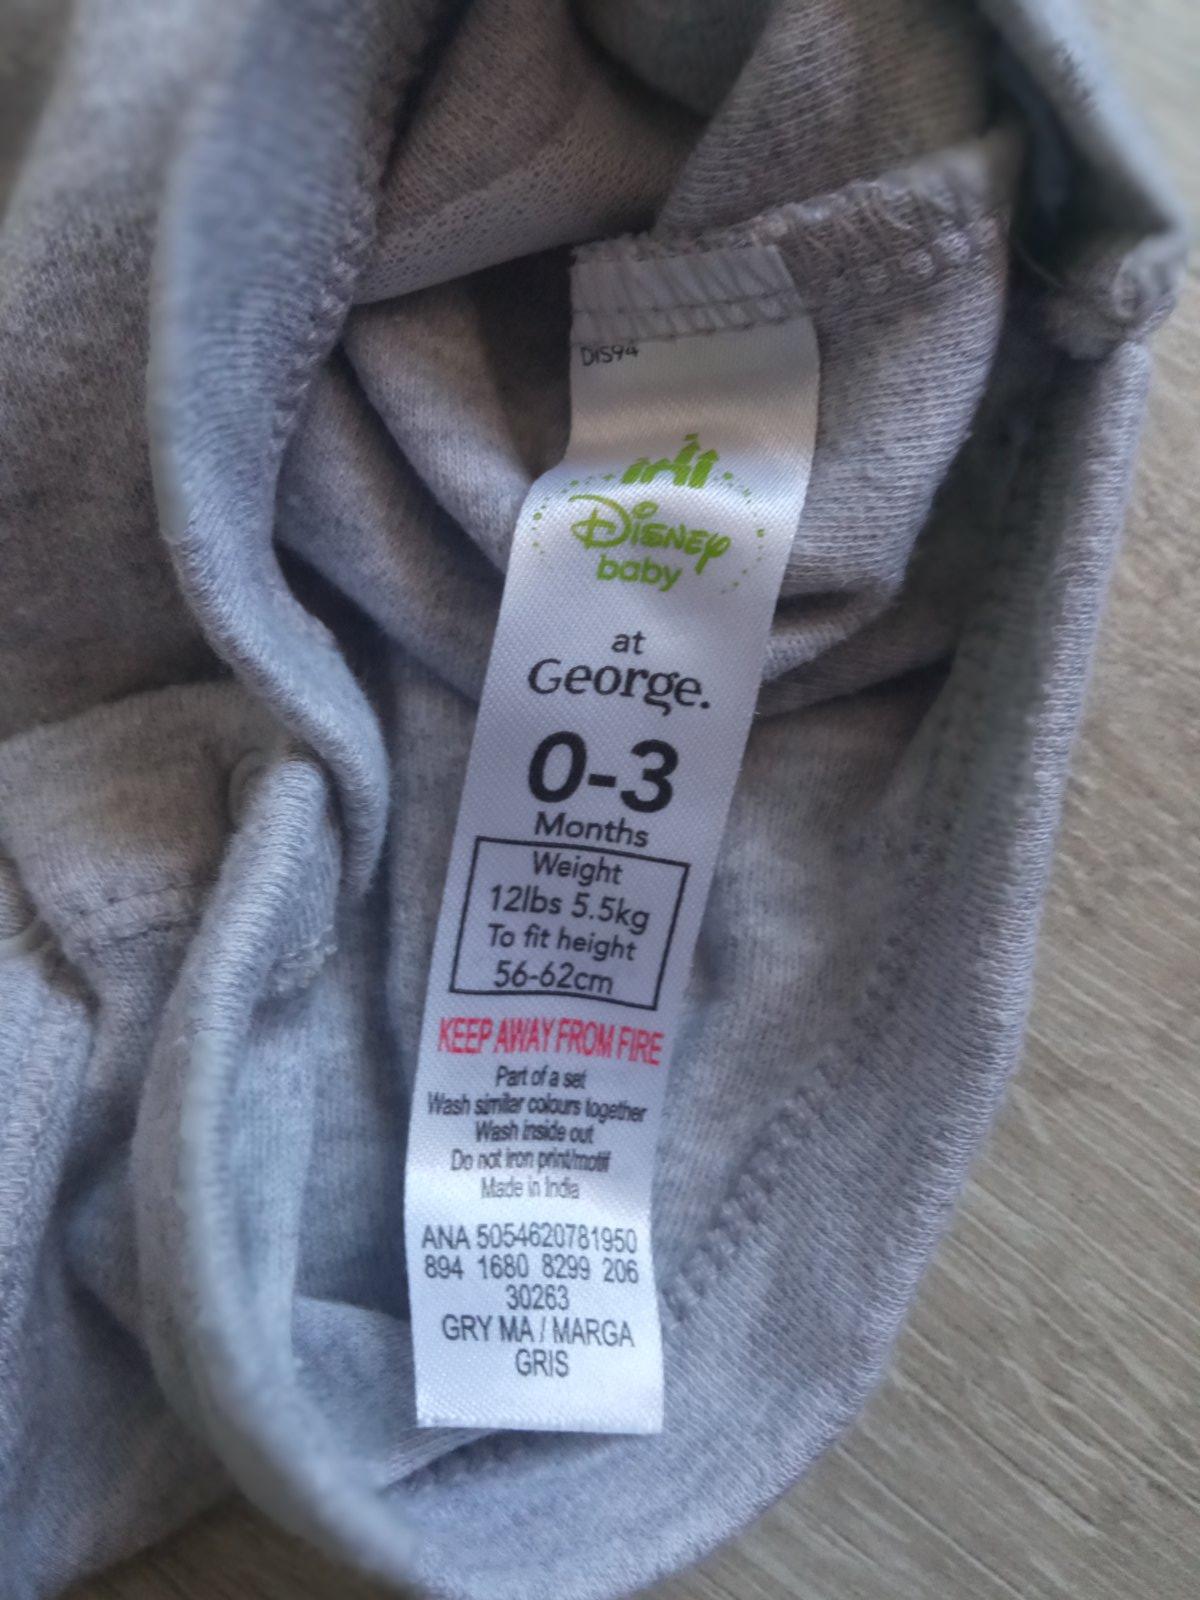 DIS94
Disney
baby
at
George.
0-3
Months
Weight
12lbs 5.5kg
To fit height
56-62cm
KEEP AWAY FROM FIRE
Part of a set
Wash similar colours together
Wash inside out
Do not iron print/motif
Made in India
ANA 5054620781950
894 1680 8299 206
30263
GRY MA / MARGA
GRIS